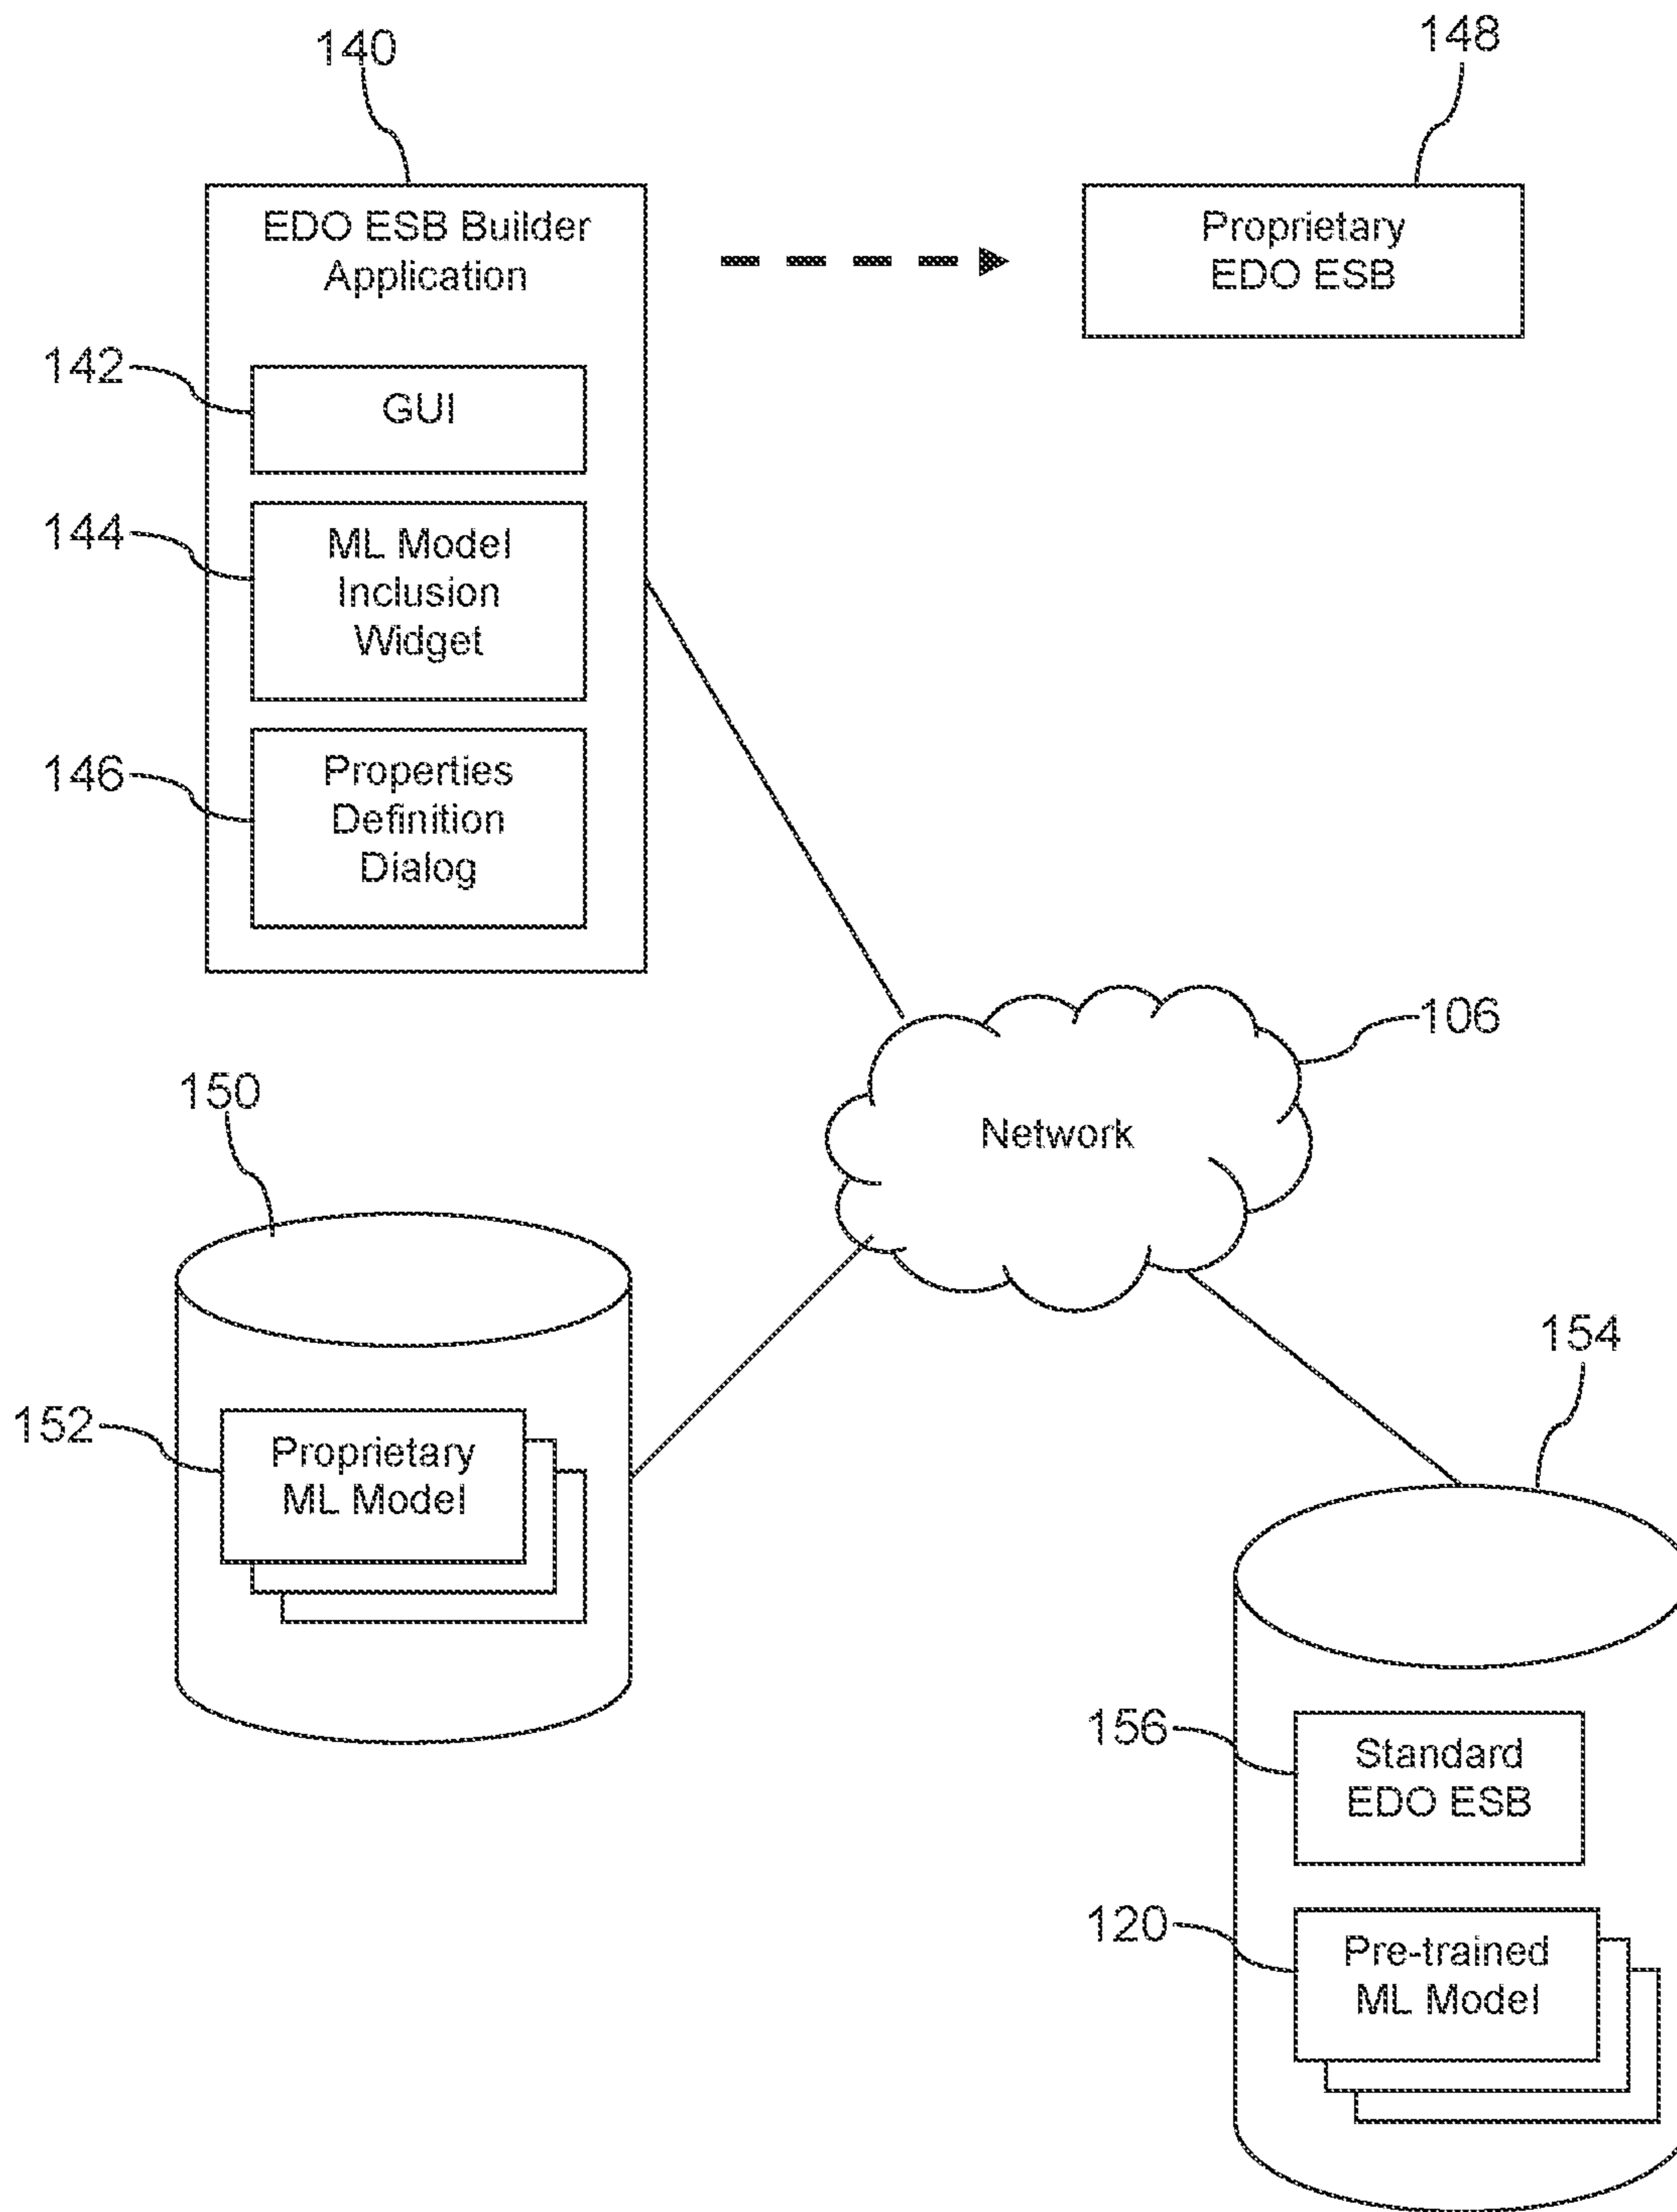 140
148
EDO ESB Builder
Application
Proprietary
EDO ESB
142
GUI
144
ML Model
Inclusion
Widget
146
Properties
Definition
Dialog
106
Network
150
154
152
Proprietary
ML Model
156
Standard
EDO ESB
120
Pre-trained
ML Model